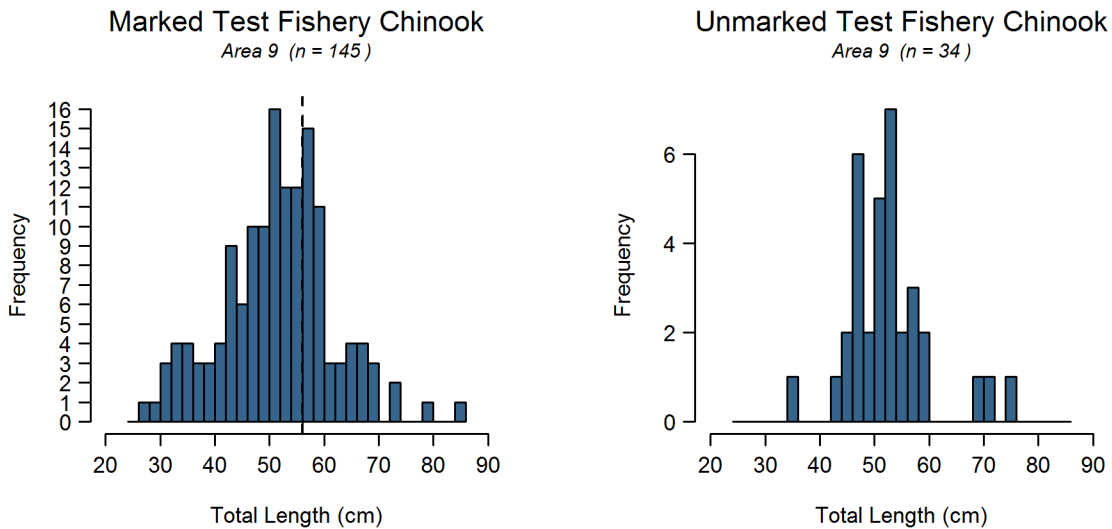 Marked Test Fishery Chinook
Area 9 (n = 145 )
Frequency
16
15
14
13
12
11
10
9
8
7
6
5
4
3
2
1
0
20 30 40 50 60 70 80 90
Total Length (cm)
Unmarked Test Fishery Chinook
Area 9 (n = 34 )
Frequency
6
4
2
0
20 30 40 50 60 70 80 90
Total Length (cm)